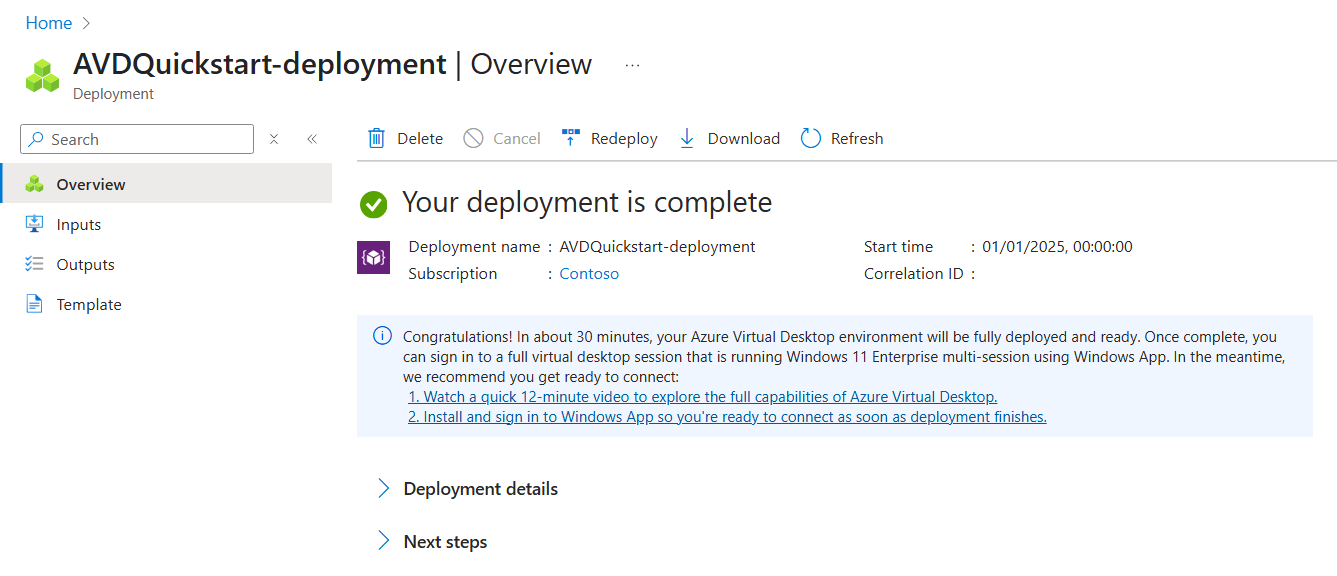 Home
AVDQuickstart-deployment | Overview ...
Deployment
Search
Delete Cancel Redeploy Download Refresh
Overview
Inputs
Outputs
Template
Your deployment is complete
Deployment name : AVDQuickstart-deployment
Subscription : Contoso
Start time : 01/01/2025, 00:00:00
Correlation ID :
Congratulations! In about 30 minutes, your Azure Virtual Desktop environment will be fully deployed and ready. Once complete, you
can sign in to a full virtual desktop session that is running Windows 11 Enterprise multi-session using Windows App. In the meantime,
we recommend you get ready to connect:
1. Watch a quick 12-minute video to explore the full capabilities of Azure Virtual Desktop.
2. Install and sign in to Windows App so you're ready to connect as soon as deployment finishes.
Deployment details
Next steps